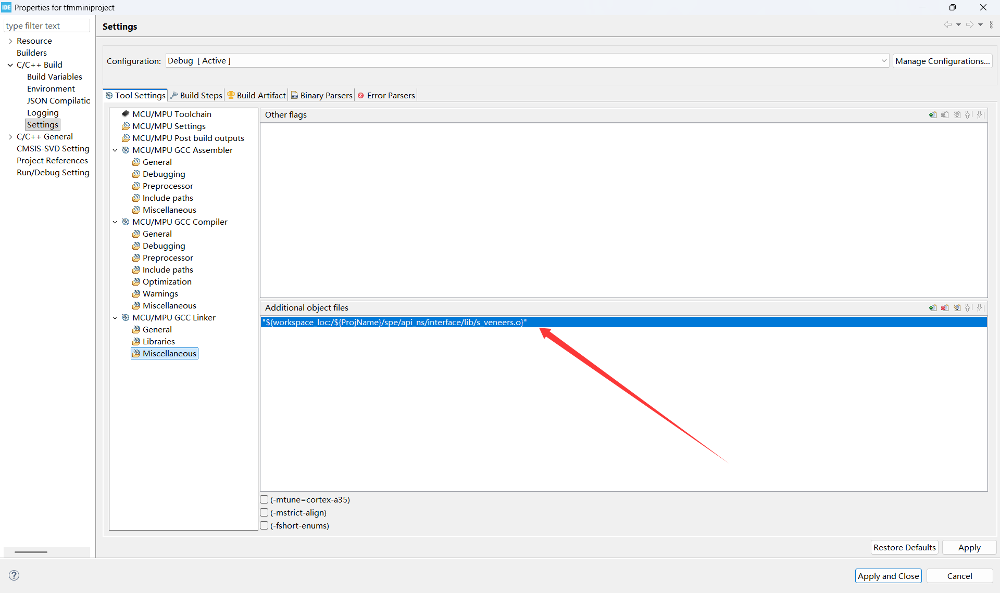 IDE Properties for tfmminiproject
type filter text
Resource
Builders
C/C++ Build
Build Variables
Environment
JSON Compilatio
Logging
Settings
C/C++ General
CMSIS-SVD Setting
Project References
Run/Debug Setting
Settings
Configuration: Debug [ Active ] Manage Configurations...
Tool Settings Build Steps Build Artifact Binary Parsers Error Parsers
MCU/MPU Toolchain
MCU/MPU Settings
MCU/MPU Post build outputs
MCU/MPU GCC Assembler
General
Debugging
Preprocessor
Include paths
Miscellaneous
MCU/MPU GCC Compiler
General
Debugging
Preprocessor
Include paths
Optimization
Warnings
Miscellaneous
MCU/MPU GCC Linker
General
Libraries
Miscellaneous
Other flags
Additional object files
"${workspace_loc:/${ProjName}/spe/api_ns/interface/lib/s_veneers.o}"
(-mtune=cortex-a35)
(-mstrict-align)
(-fshort-enums)
Restore Defaults Apply
? Apply and Close Cancel